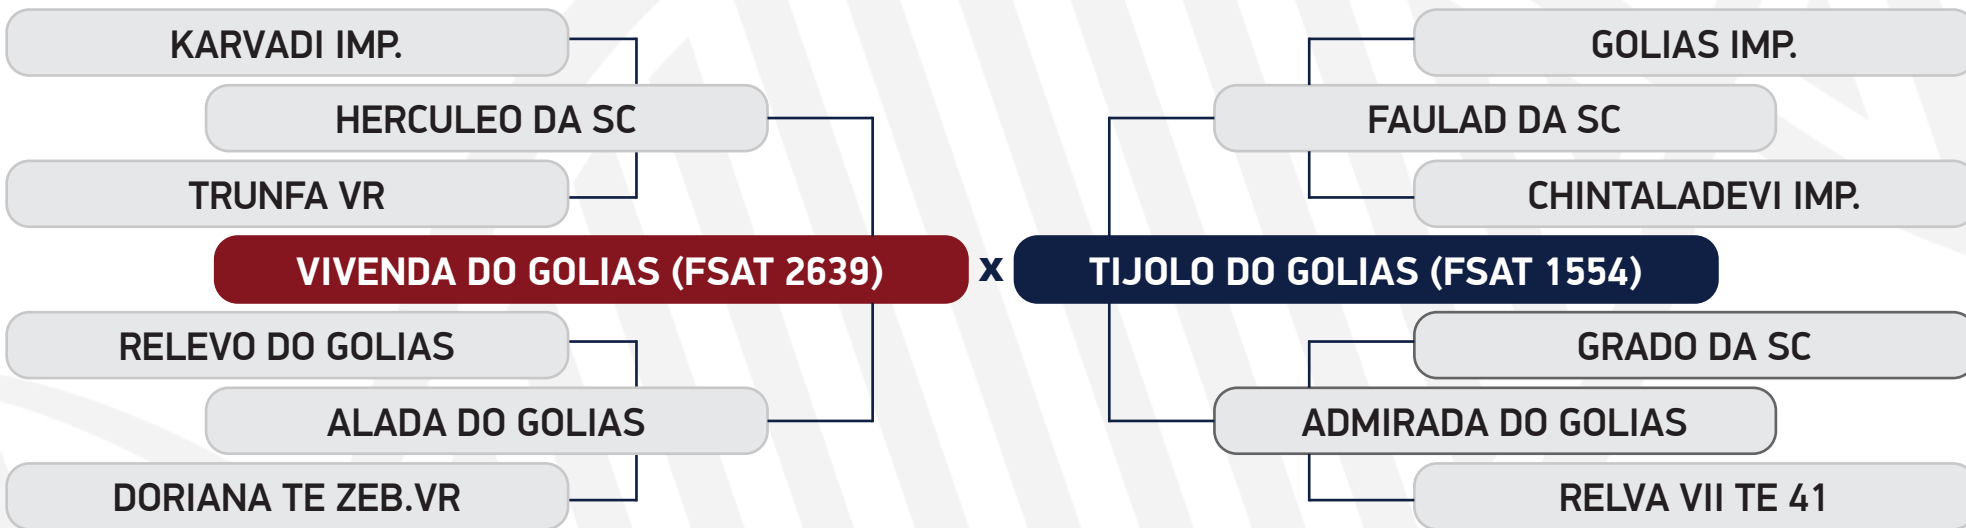 KARVADI IMP.
GOLIAS IMP.
HERCULEO DA SC
FAULAD DA SC
TRUNFA VR
CHINTALADEVI IMP.
VIVENDA DO GOLIAS (FSAT 2639) x TIJOLO DO GOLIAS (FSAT 1554)
RELEVO DO GOLIAS
GRADO DA SC
ALADA DO GOLIAS
ADMIRADA DO GOLIAS
DORIANA TE ZEB.VR
RELVA VII TE 41